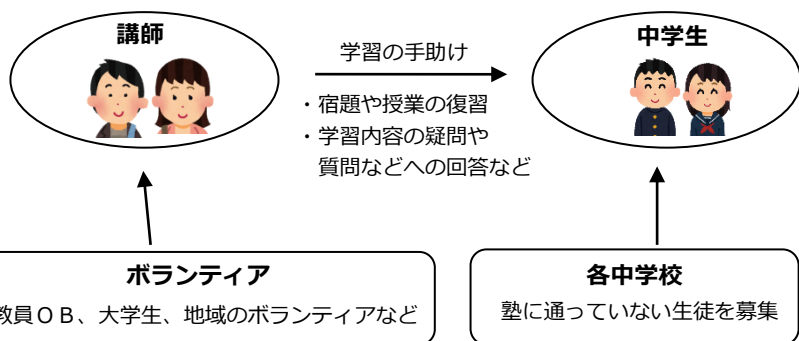 講師
学習の手助け
・宿題や授業の復習
・学習内容の疑問や
質問などへの回答など
中学生
ボランティア
教員ＯＢ、大学生、地域のボランティアなど
各中学校
塾に通っていない生徒を募集